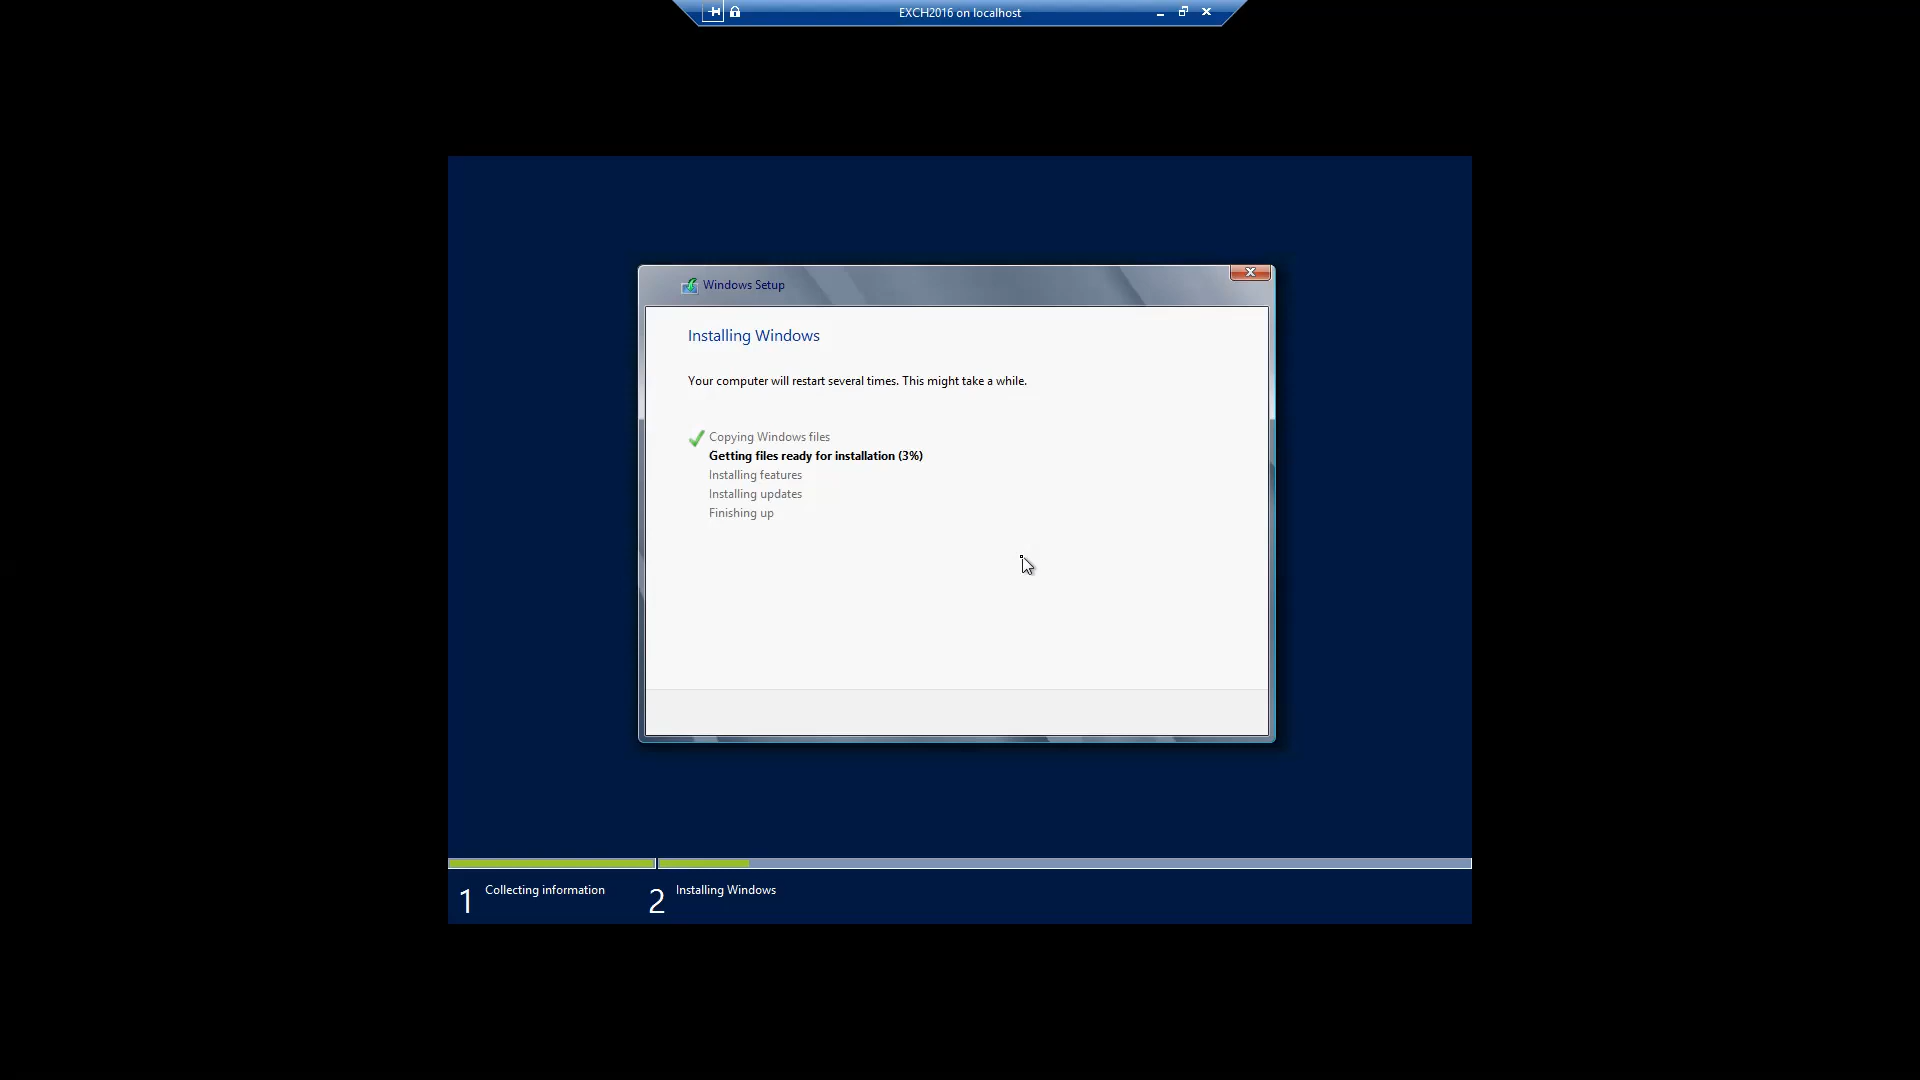 EXCH2016 on localhost
Windows Setup
Installing Windows
Your computer will restart several times. This might take a while.
Copying Windows files
Getting files ready for installation (3%)
Installing features
Installing updates
Finishing up
1 Collecting information
2 Installing Windows